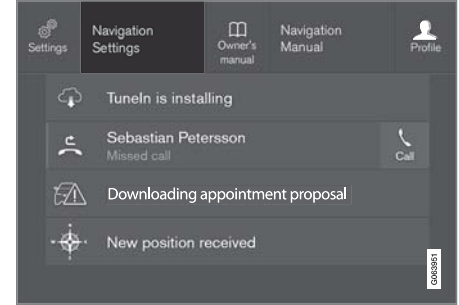 Settings
Navigation
Settings
Owner's
manual
Navigation
Manual
Profile
TuneIn is installing
Sebastian Petersson
Missed call
Call
Downloading appointment proposal
New position received
G063951